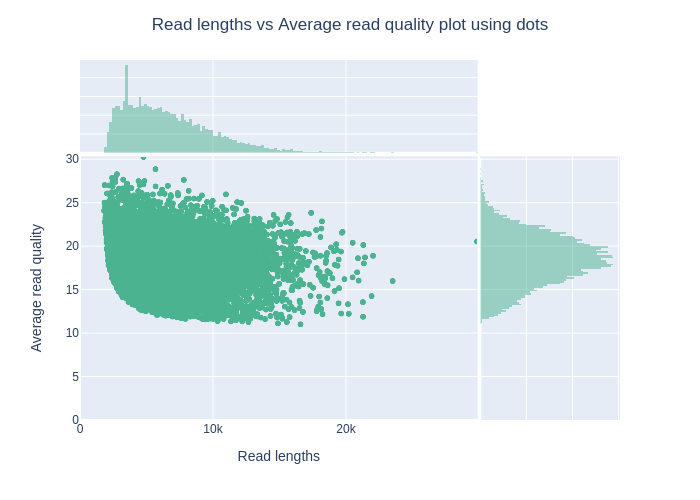 Read lengths vs Average read quality plot using dots
30
25
20
15
10
5
0
0
10k
20k
Average read quality
Read lengths